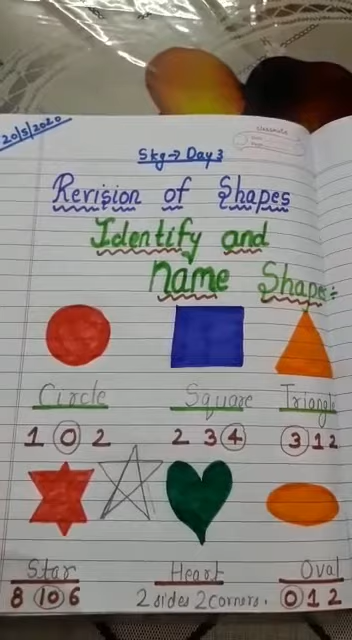 20/5/2020
Skg → Day 3
Revision of Shapes
Identify and
Name Shapes:-
Circle Square Triangle
1 0 2 2 3 4 3 1 2
Star Heart Oval
8 10 6 2 sides 2 corners. 0 1 2